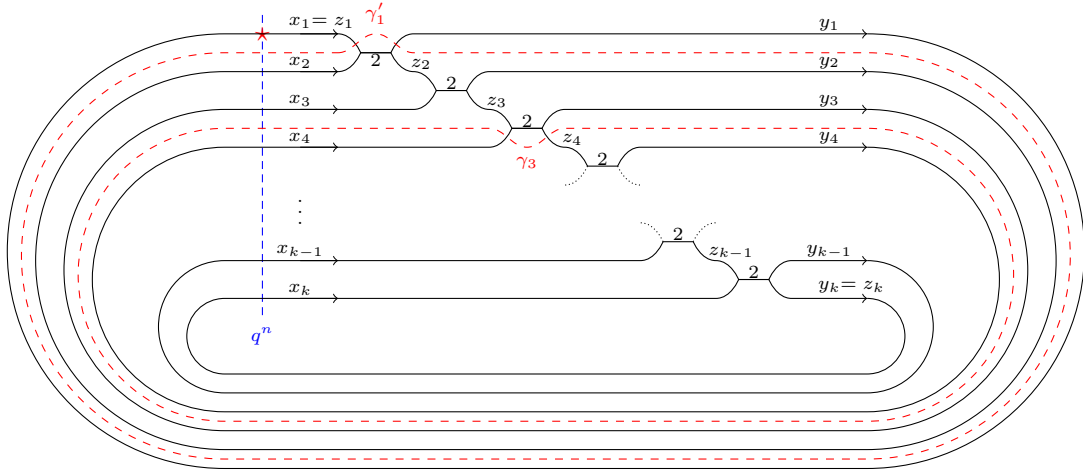 γ′₁
x₁ = z₁
y₁
2
x₂
z₂
y₂
2
x₃
z₃
y₃
2
x₄
z₄
y₄
γ₃
2
⋮
2
xₖ₋₁
zₖ₋₁
yₖ₋₁
2
xₖ
yₖ = zₖ
qⁿ